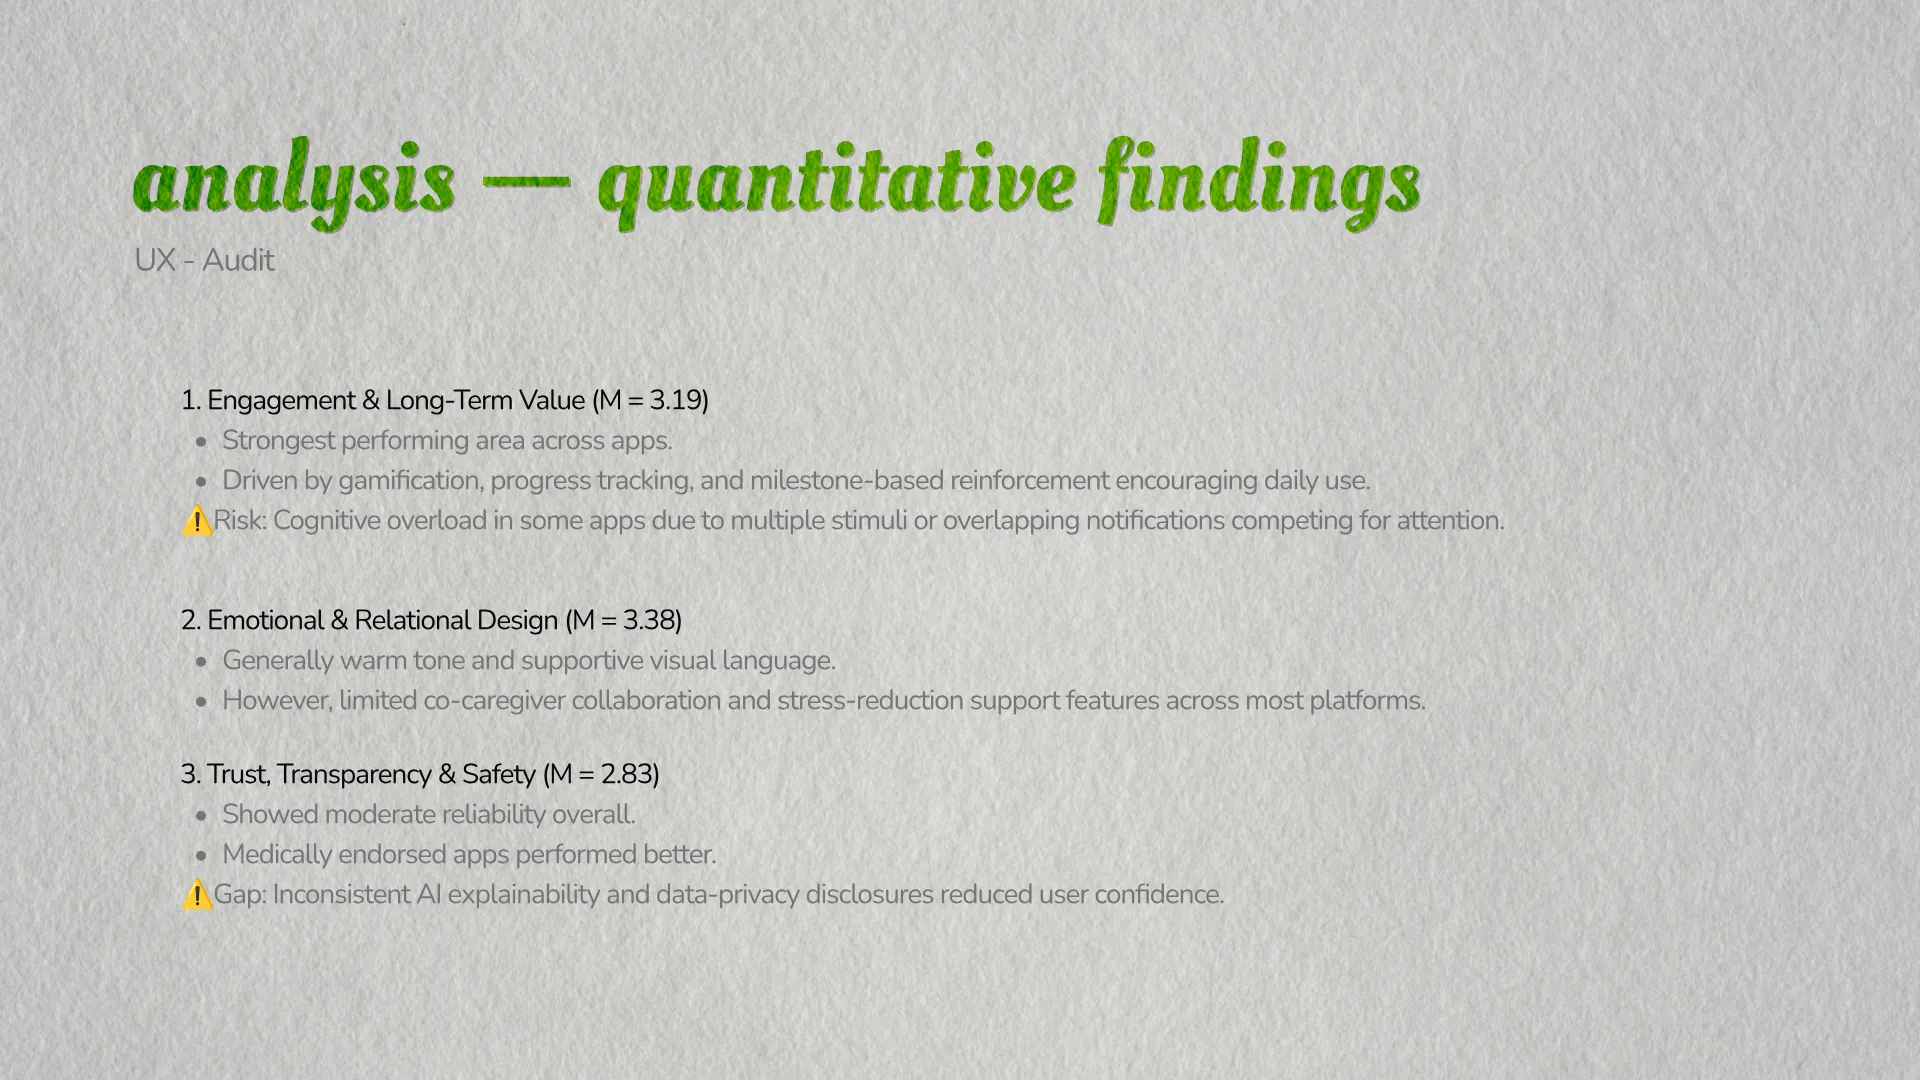 analysis — quantitative findings
UX - Audit
1. Engagement & Long-Term Value (M = 3.19)
• Strongest performing area across apps.
• Driven by gamification, progress tracking, and milestone-based reinforcement encouraging daily use.
⚠️Risk: Cognitive overload in some apps due to multiple stimuli or overlapping notifications competing for attention.
2. Emotional & Relational Design (M = 3.38)
• Generally warm tone and supportive visual language.
• However, limited co-caregiver collaboration and stress-reduction support features across most platforms.
3. Trust, Transparency & Safety (M = 2.83)
• Showed moderate reliability overall.
• Medically endorsed apps performed better.
⚠️Gap: Inconsistent AI explainability and data-privacy disclosures reduced user confidence.